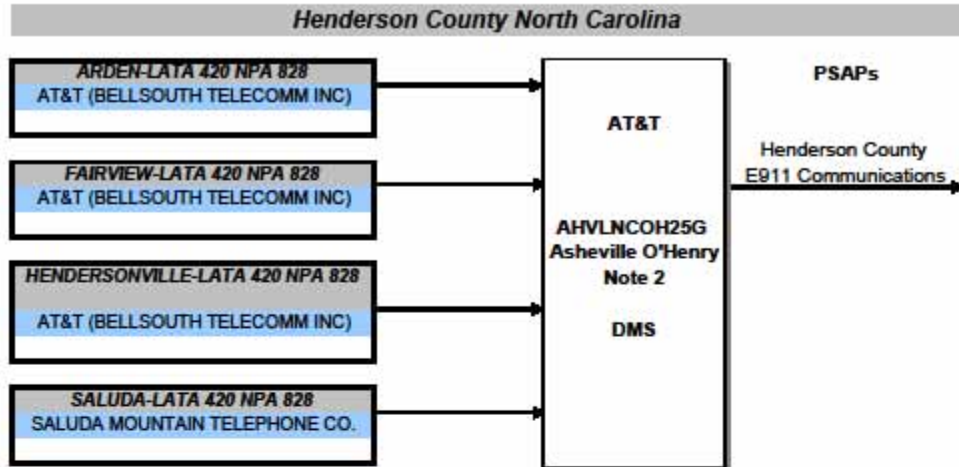 Henderson County North Carolina
ARDEN-LATA 420 NPA 828
AT&T (BELLSOUTH TELECOMM INC)
FAIRVIEW-LATA 420 NPA 828
AT&T (BELLSOUTH TELECOMM INC)
HENDERSONVILLE-LATA 420 NPA 828
AT&T (BELLSOUTH TELECOMM INC)
SALUDA-LATA 420 NPA 828
SALUDA MOUNTAIN TELEPHONE CO.
AT&T
AHVLNCOH25G
Asheville O'Henry
Note 2
DMS
PSAPs
Henderson County
E911 Communications